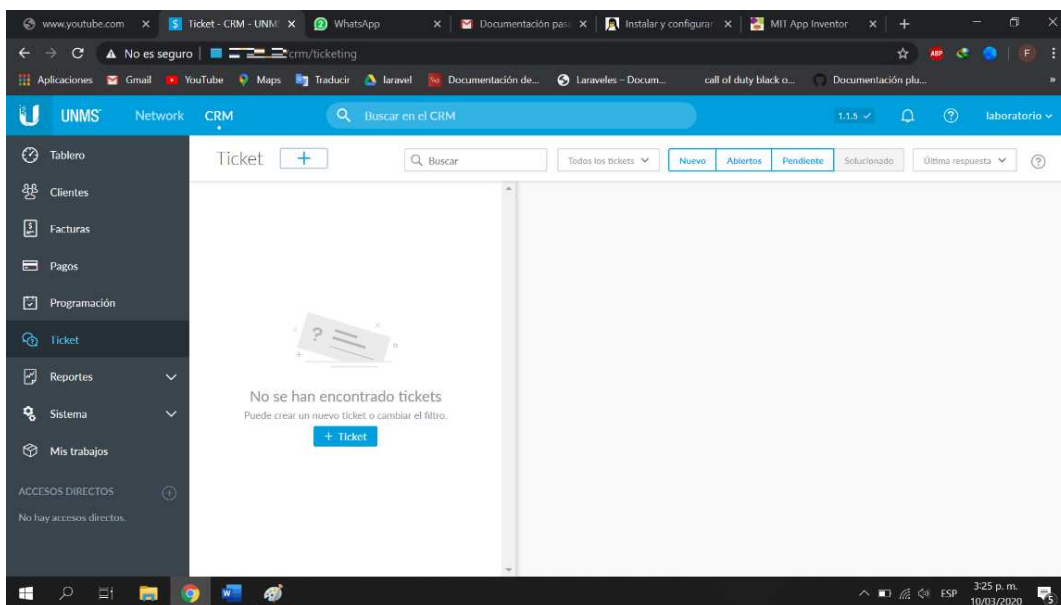 www.youtube.com
Ticket - CRM - UNM
WhatsApp
Documentación pas
Instalar y configurar
MIT App Inventor
No es seguro
/crm/ticketing
ABP
F
Aplicaciones
Gmail
YouTube
Maps
Traducir
laravel
Documentación de...
Laraveles – Docum...
call of duty black o...
Documentación plu...
UNMS
Network
CRM
Buscar en el CRM
1.1.5
laboratorio
Tablero
Clientes
Facturas
Pagos
Programación
Ticket
Reportes
Sistema
Mis trabajos
ACCESOS DIRECTOS
No hay accesos directos.
Ticket
Buscar
Todos los tickets
Nuevo
Abiertos
Pendiente
Solucionado
Última respuesta
No se han encontrado tickets
Puede crear un nuevo ticket o cambiar el filtro.
+ Ticket
ESP
3:25 p. m.
10/03/2020